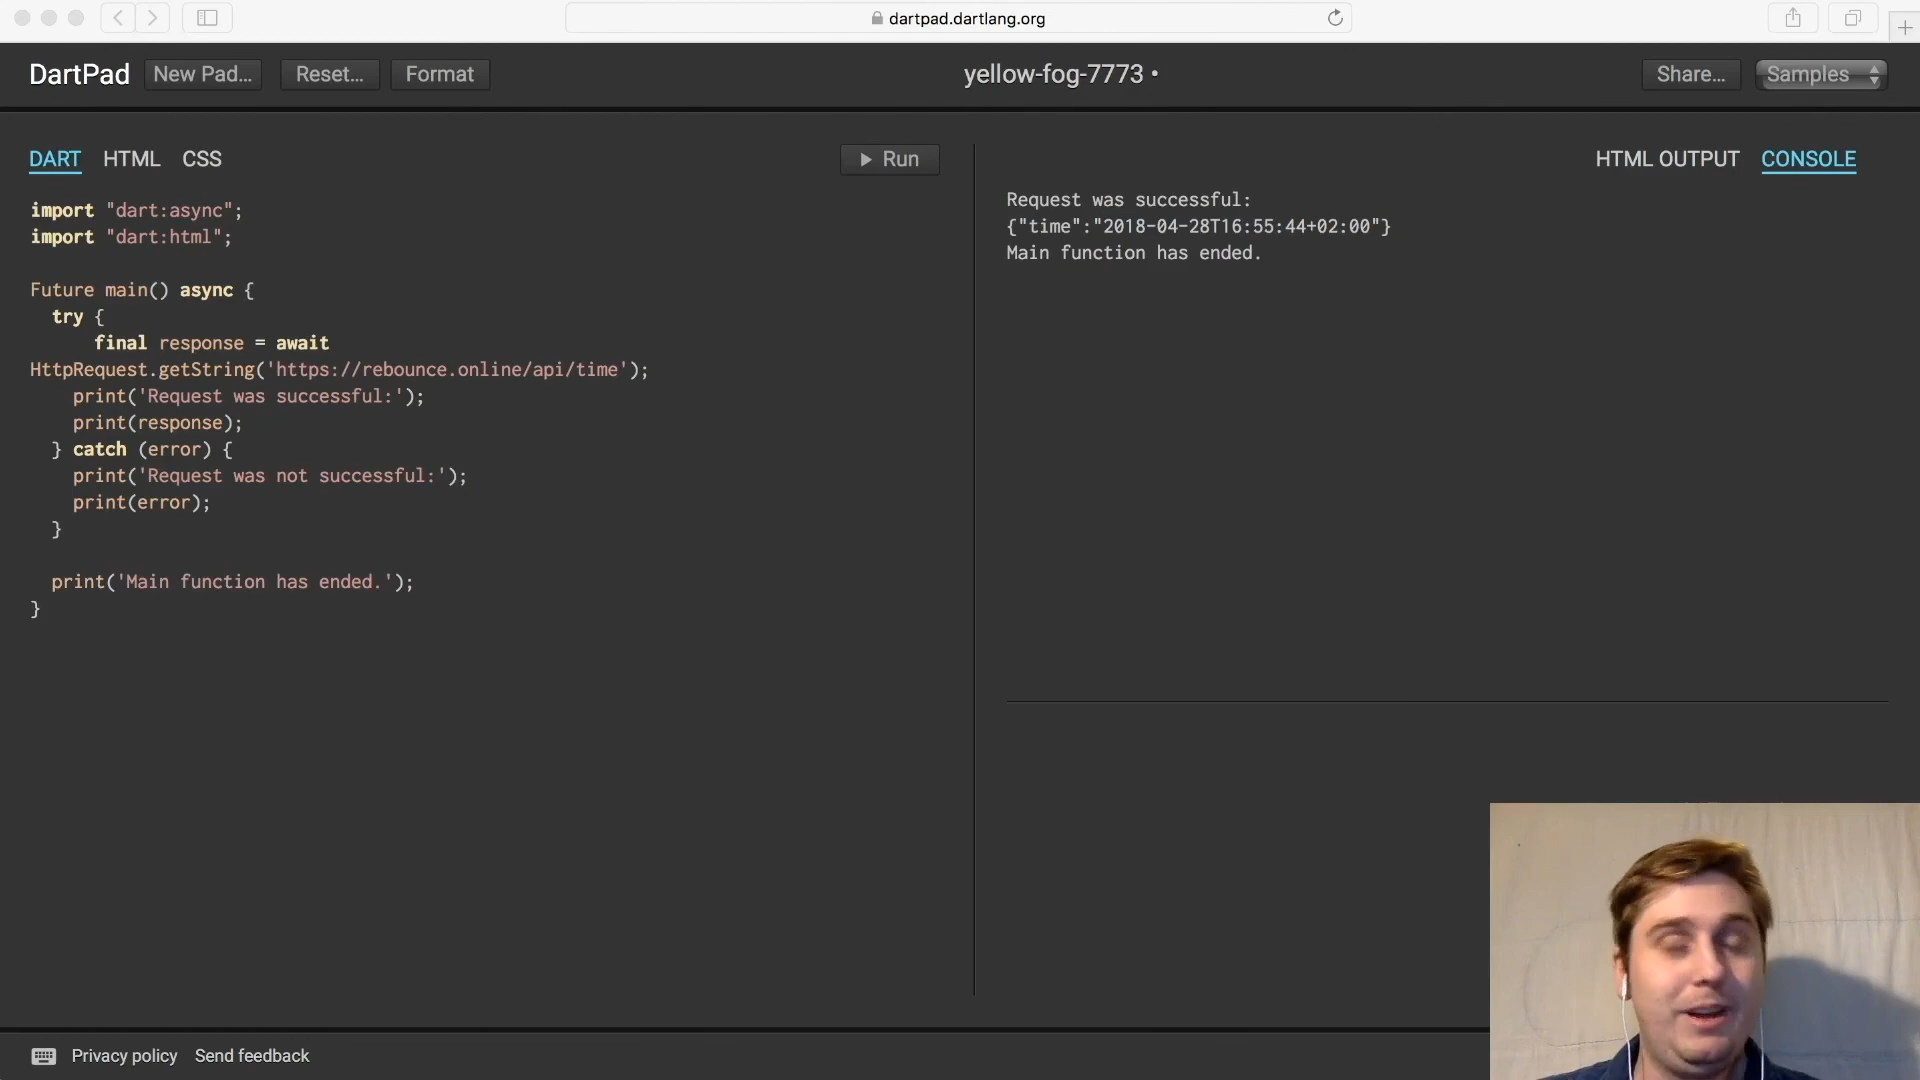 dartpad.dartlang.org
DartPad New Pad... Reset... Format yellow-fog-7773 • Share... Samples
DART HTML CSS Run
import "dart:async";
import "dart:html";
Future main() async {
  try {
      final response = await
HttpRequest.getString('https://rebounce.online/api/time');
    print('Request was successful:');
    print(response);
  } catch (error) {
    print('Request was not successful:');
    print(error);
  }
  print('Main function has ended.');
}
HTML OUTPUT CONSOLE
Request was successful:
{"time":"2018-04-28T16:55:44+02:00"}
Main function has ended.
Privacy policy Send feedback